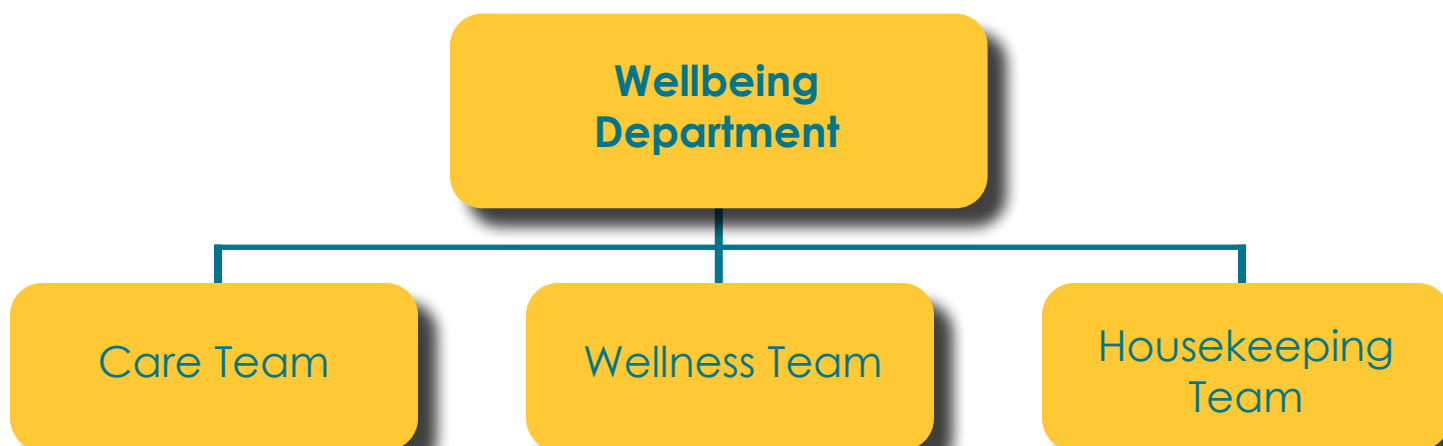 Wellbeing
Department
Care Team
Wellness Team
Housekeeping
Team